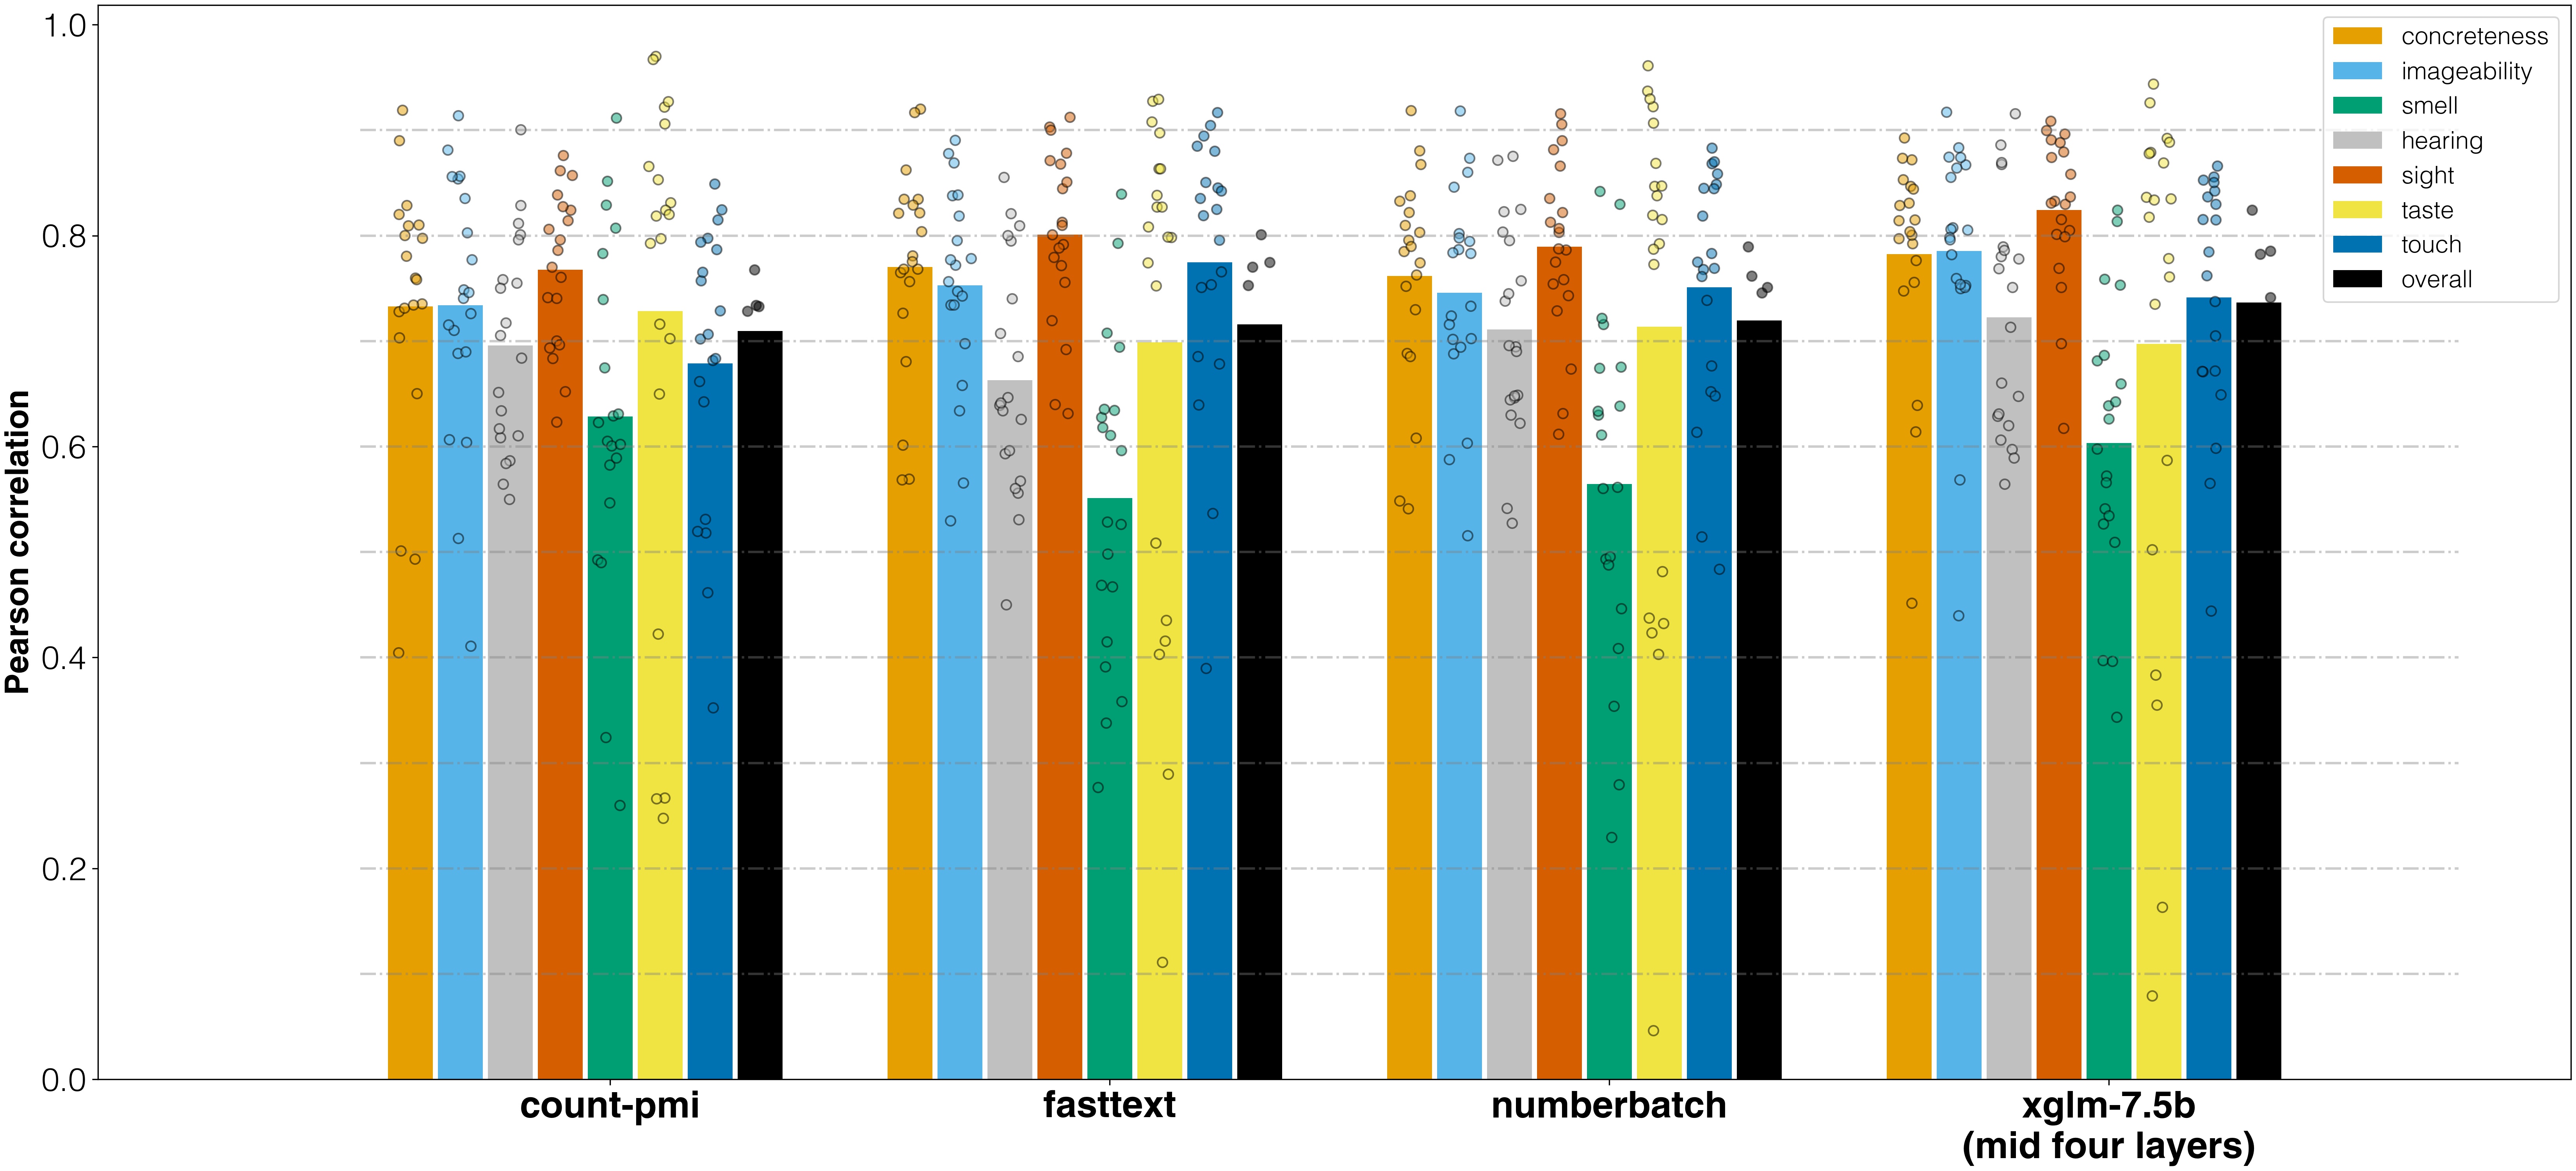 Pearson correlation
1.0
0.8
0.6
0.4
0.2
0.0
concreteness
imageability
smell
hearing
sight
taste
touch
overall
count-pmi
fasttext
numberbatch
xglm-7.5b
(mid four layers)